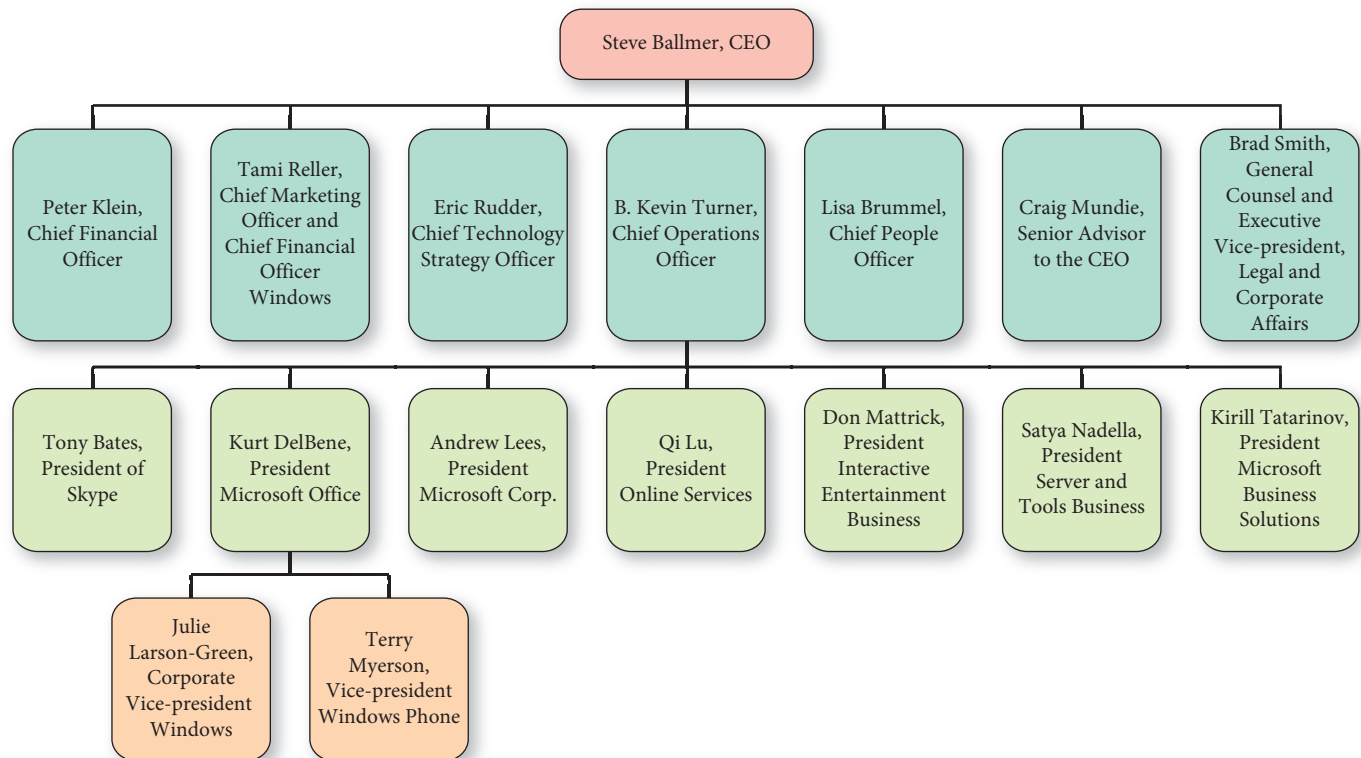 Steve Ballmer, CEO
Peter Klein,
Chief Financial
Officer
Tami Reller,
Chief Marketing
Officer and
Chief Financial
Officer
Windows
Eric Rudder,
Chief Technology
Strategy Officer
B. Kevin Turner,
Chief Operations
Officer
Lisa Brummel,
Chief People
Officer
Craig Mundie,
Senior Advisor
to the CEO
Brad Smith,
General
Counsel and
Executive
Vice-president,
Legal and
Corporate
Affairs
Tony Bates,
President of
Skype
Kurt DelBene,
President
Microsoft Office
Andrew Lees,
President
Microsoft Corp.
Qi Lu,
President
Online Services
Don Mattrick,
President
Interactive
Entertainment
Business
Satya Nadella,
President
Server and
Tools Business
Kirill Tatarinov,
President
Microsoft
Business
Solutions
Julie
Larson-Green,
Corporate
Vice-president
Windows
Terry
Myerson,
Vice-president
Windows Phone